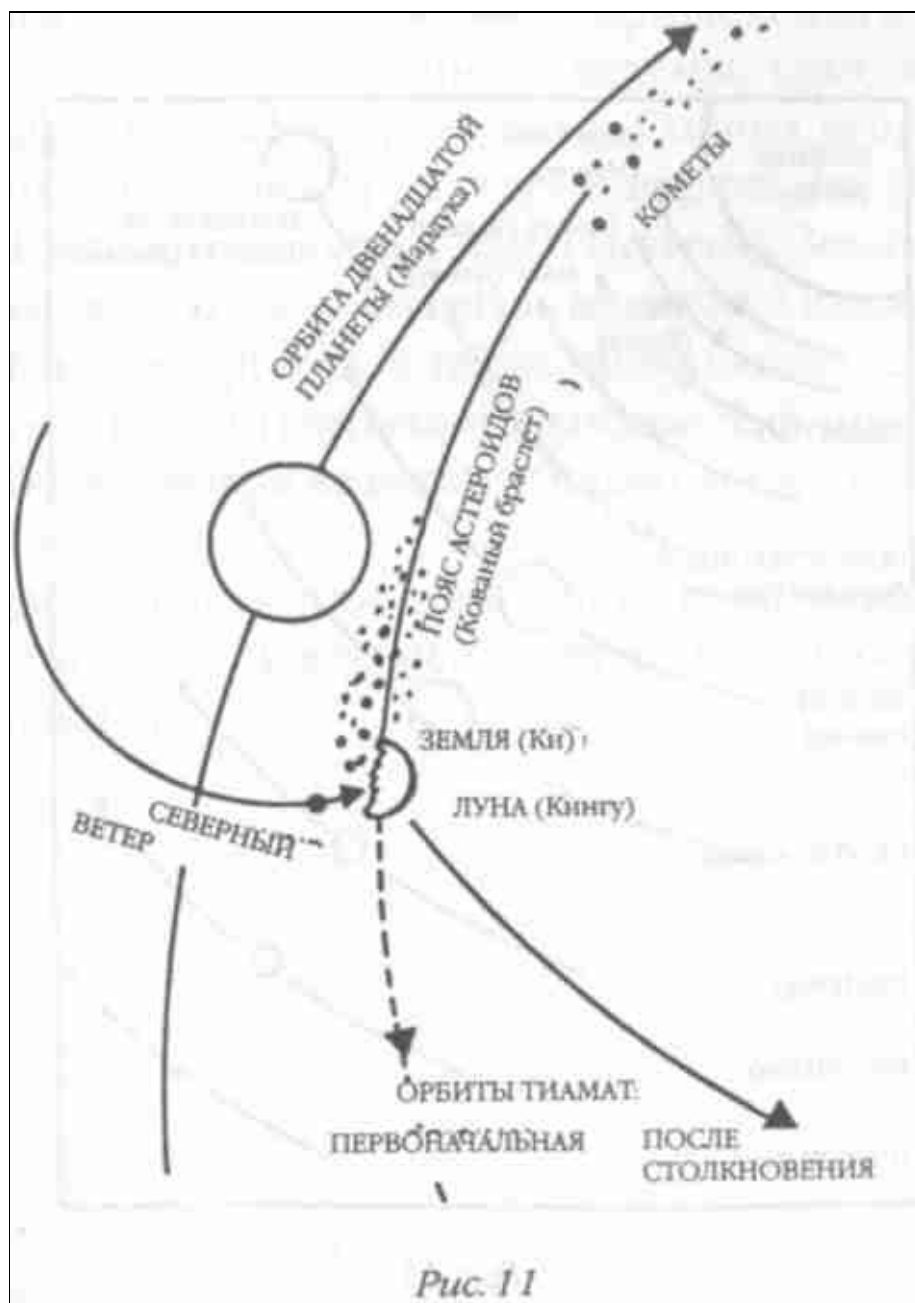 ОРБИТА ДВЕНАДЦАТОЙ
ПЛАНЕТЫ (Мардука)
КОМЕТЫ
ПОЯС АСТЕРОИДОВ
(Кованый браслет)
ЗЕМЛЯ (Ки)
ЛУНА (Кингу)
СЕВЕРНЫЙ
ВЕТЕР
ОРБИТЫ ТИАМАТ:
ПЕРВОНАЧАЛЬНАЯ
ПОСЛЕ
СТОЛКНОВЕНИЯ
Рис. 11